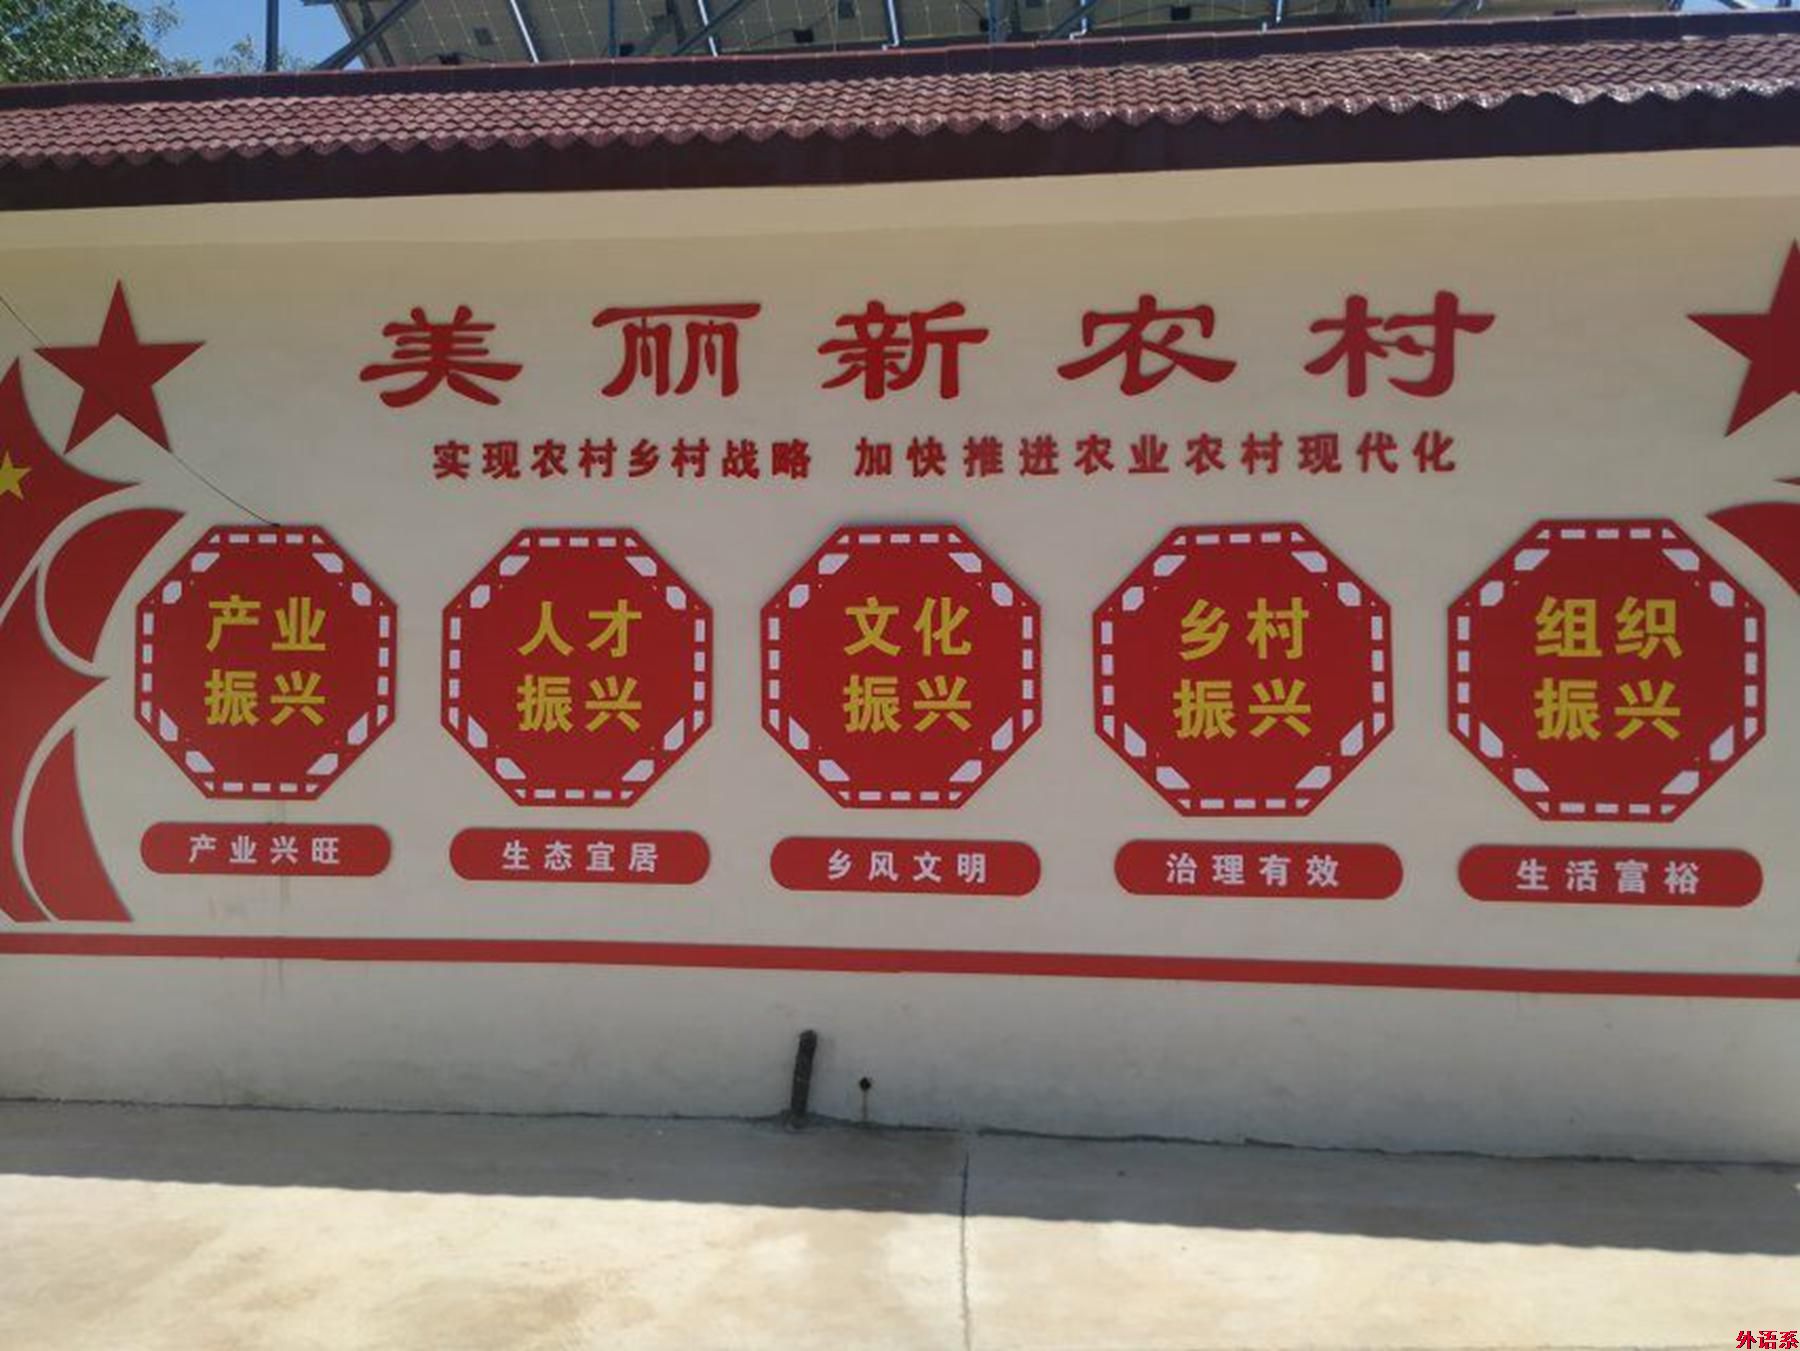 美丽新农村
实现农村乡村战略 加快推进农业农村现代化
产业
振兴
人才
振兴
文化
振兴
乡村
振兴
组织
振兴
产业兴旺
生态宜居
乡风文明
治理有效
生活富裕
外语系